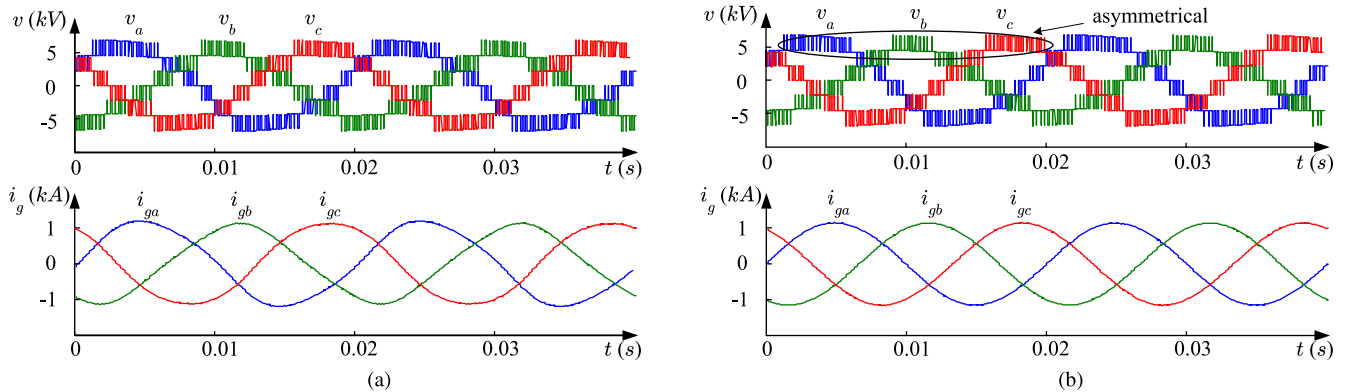 v (kV) v_a v_b v_c
5
0
-5
0 0.01 0.02 0.03 t (s)
i_g (kA) i_ga i_gb i_gc
1
0
-1
0 0.01 0.02 0.03 t (s)
(a)
v (kV) v_a v_b v_c asymmetrical
5
0
-5
0 0.01 0.02 0.03 t (s)
i_g (kA) i_ga i_gb i_gc
1
0
-1
0 0.01 0.02 0.03 t (s)
(b)